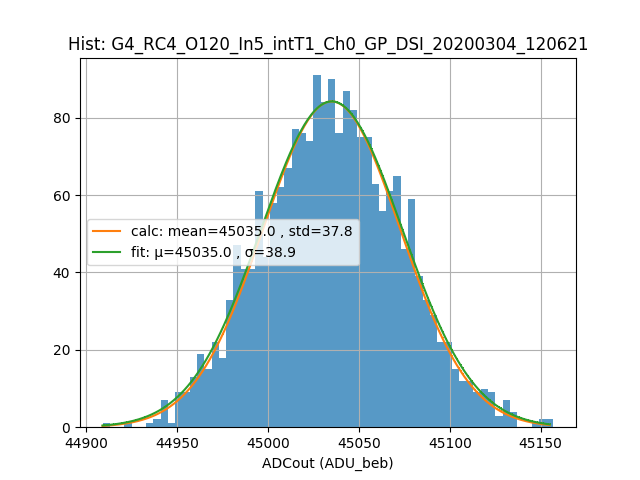 Hist: G4_RC4_O120_In5_intT1_Ch0_GP_DSI_20200304_120621
80
60
40
20
0
calc: mean=45035.0 , std=37.8
fit: μ=45035.0 , σ=38.9
44900 44950 45000 45050 45100 45150
ADCout (ADU_beb)